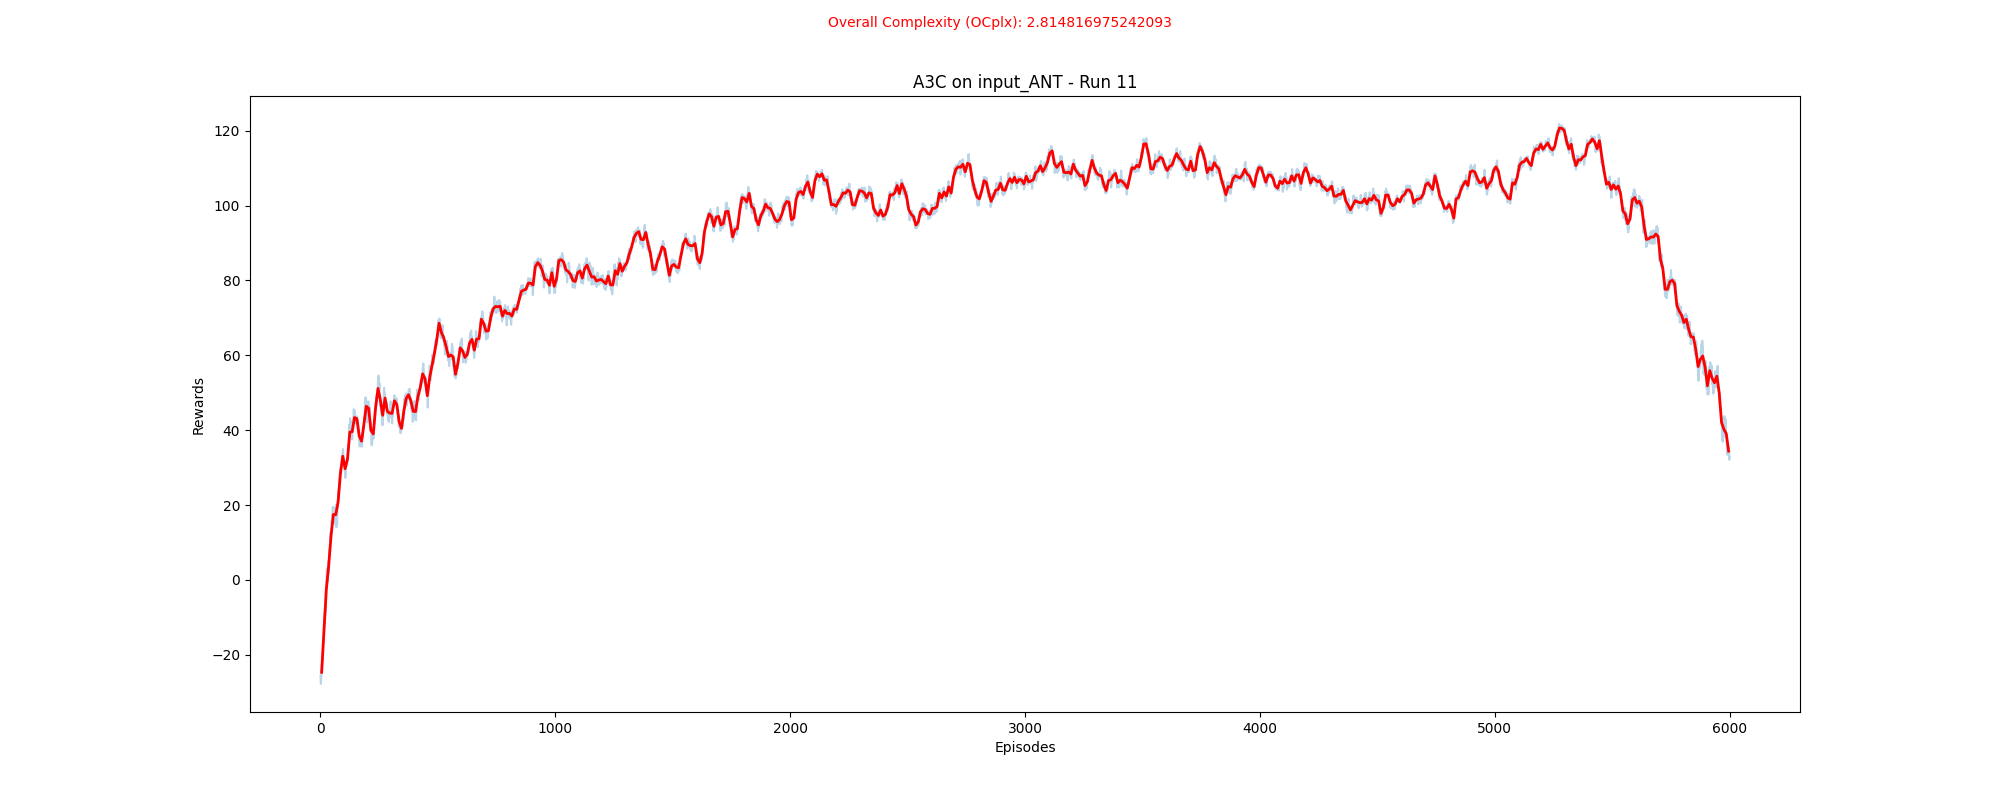 Overall Complexity (OCplx): 2.814816975242093
A3C on input_ANT - Run 11
120
100
80
60
40
20
0
−20
Rewards
0 1000 2000 3000 4000 5000 6000
Episodes